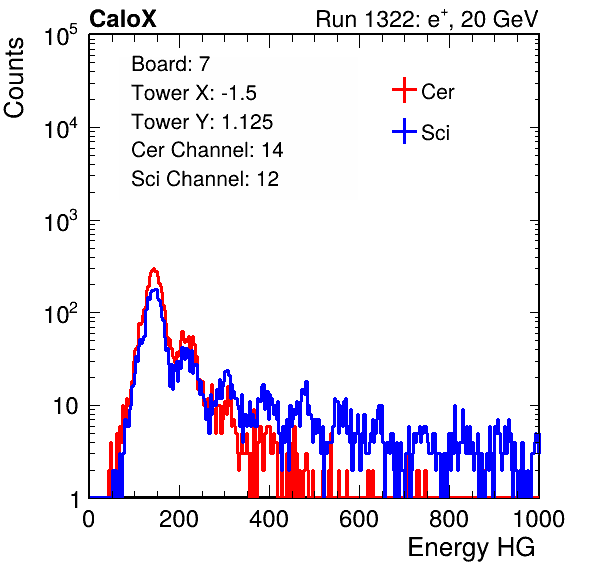 CaloX Run 1322: e⁺, 20 GeV
Counts
Board: 7
Tower X: -1.5
Tower Y: 1.125
Cer Channel: 14
Sci Channel: 12
Cer
Sci
10⁵
10⁴
10³
10²
10
1
0 200 400 600 800 1000
Energy HG